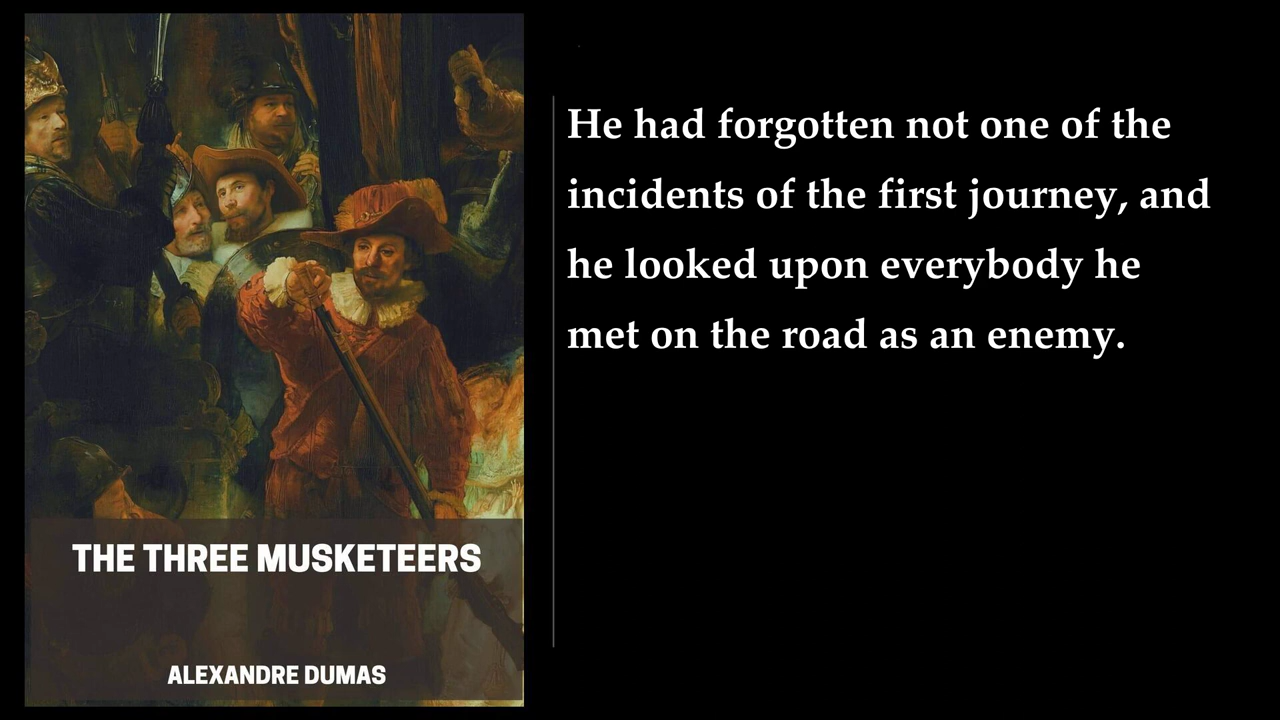 He had forgotten not one of the
incidents of the first journey, and
he looked upon everybody he
met on the road as an enemy.
THE THREE MUSKETEERS
ALEXANDRE DUMAS